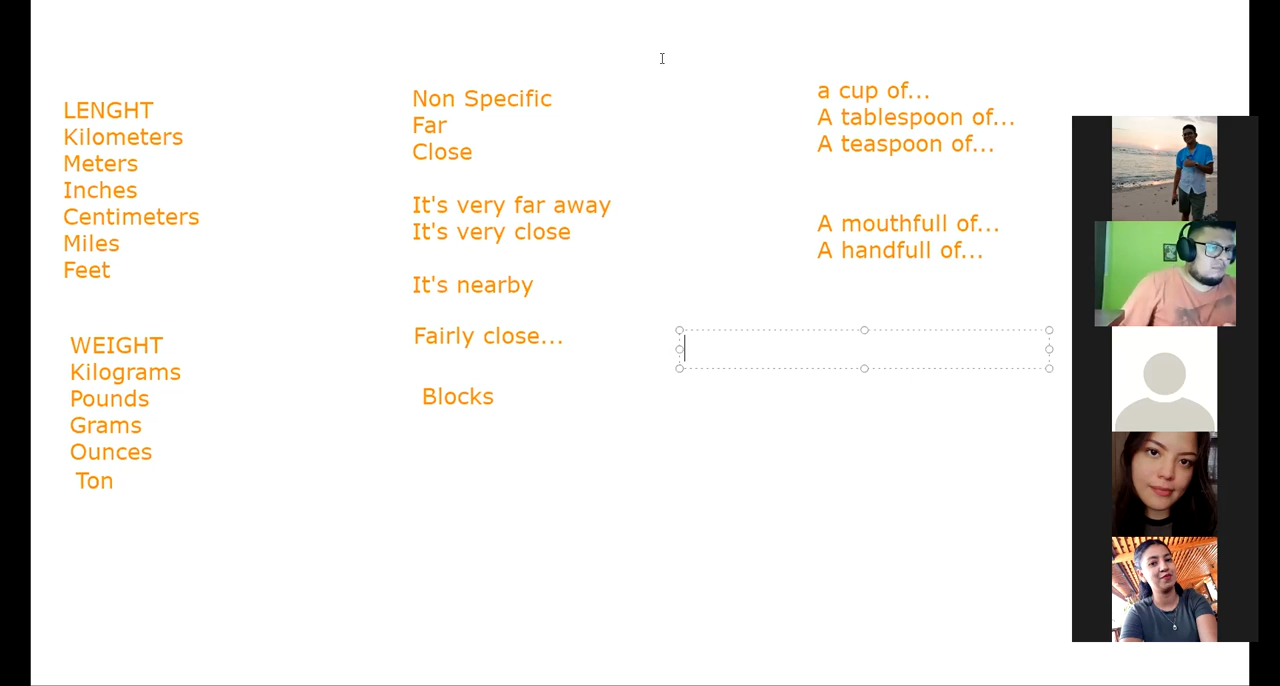 LENGHT
Kilometers
Meters
Inches
Centimeters
Miles
Feet
WEIGHT
Kilograms
Pounds
Grams
Ounces
Ton
Non Specific
Far
Close
It's very far away
It's very close
It's nearby
Fairly close...
Blocks
a cup of...
A tablespoon of...
A teaspoon of...
A mouthfull of...
A handfull of...